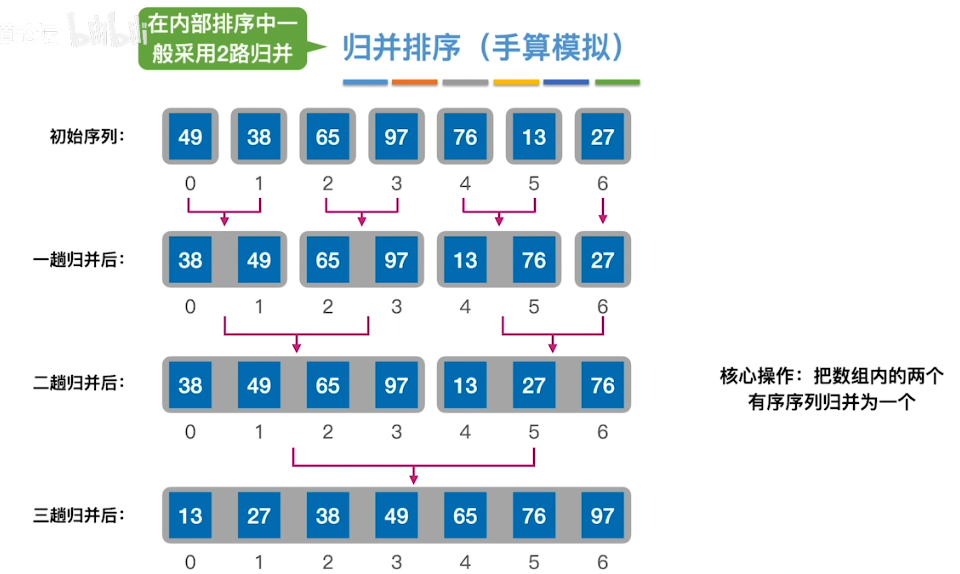 bilibili
在内部排序中一
般采用2路归并
归并排序（手算模拟）
初始序列：
49 38 65 97 76 13 27
0 1 2 3 4 5 6
一趟归并后：
38 49 65 97 13 76 27
0 1 2 3 4 5 6
二趟归并后：
38 49 65 97 13 27 76
0 1 2 3 4 5 6
核心操作：把数组内的两个
有序序列归并为一个
三趟归并后：
13 27 38 49 65 76 97
0 1 2 3 4 5 6